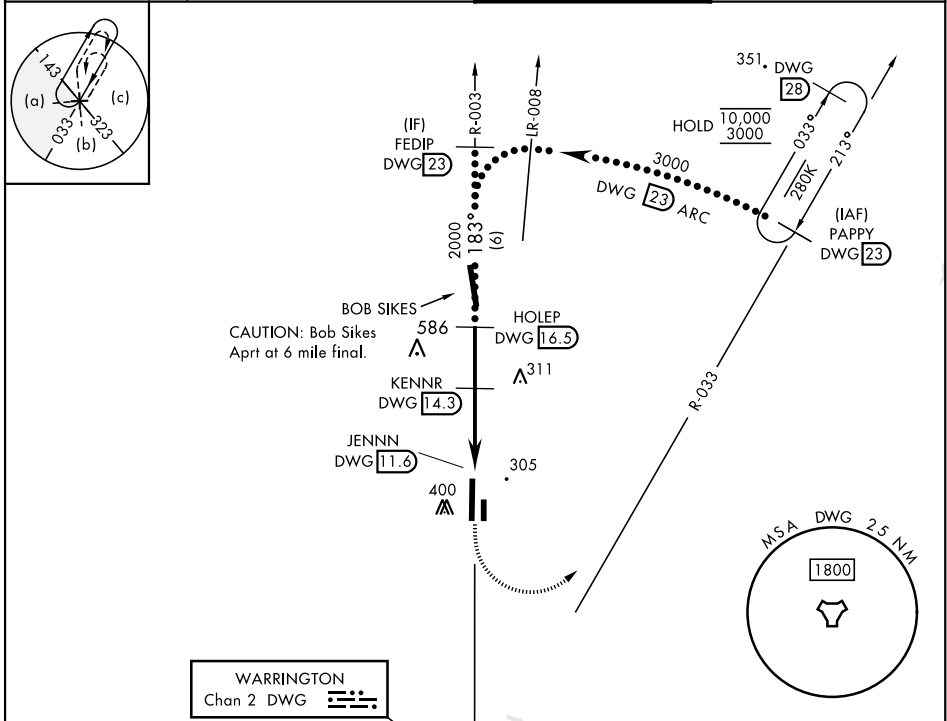 143
(a)
(c)
033
(b)
323
R-003
LR-008
(IF)
FEDIP
DWG 23
351
DWG
28
HOLD 10,000
3000
033°
213°
280K
3000
DWG 23 ARC
(IAF)
PAPPY
DWG 23
2000
183°
(6)
BOB SIKES
CAUTION: Bob Sikes
Aprt at 6 mile final.
586
HOLEP
DWG 16.5
311
KENNR
DWG 14.3
R-033
JENNN
DWG 11.6
305
400
MSA DWG 25 NM
1800
WARRINGTON
Chan 2 DWG